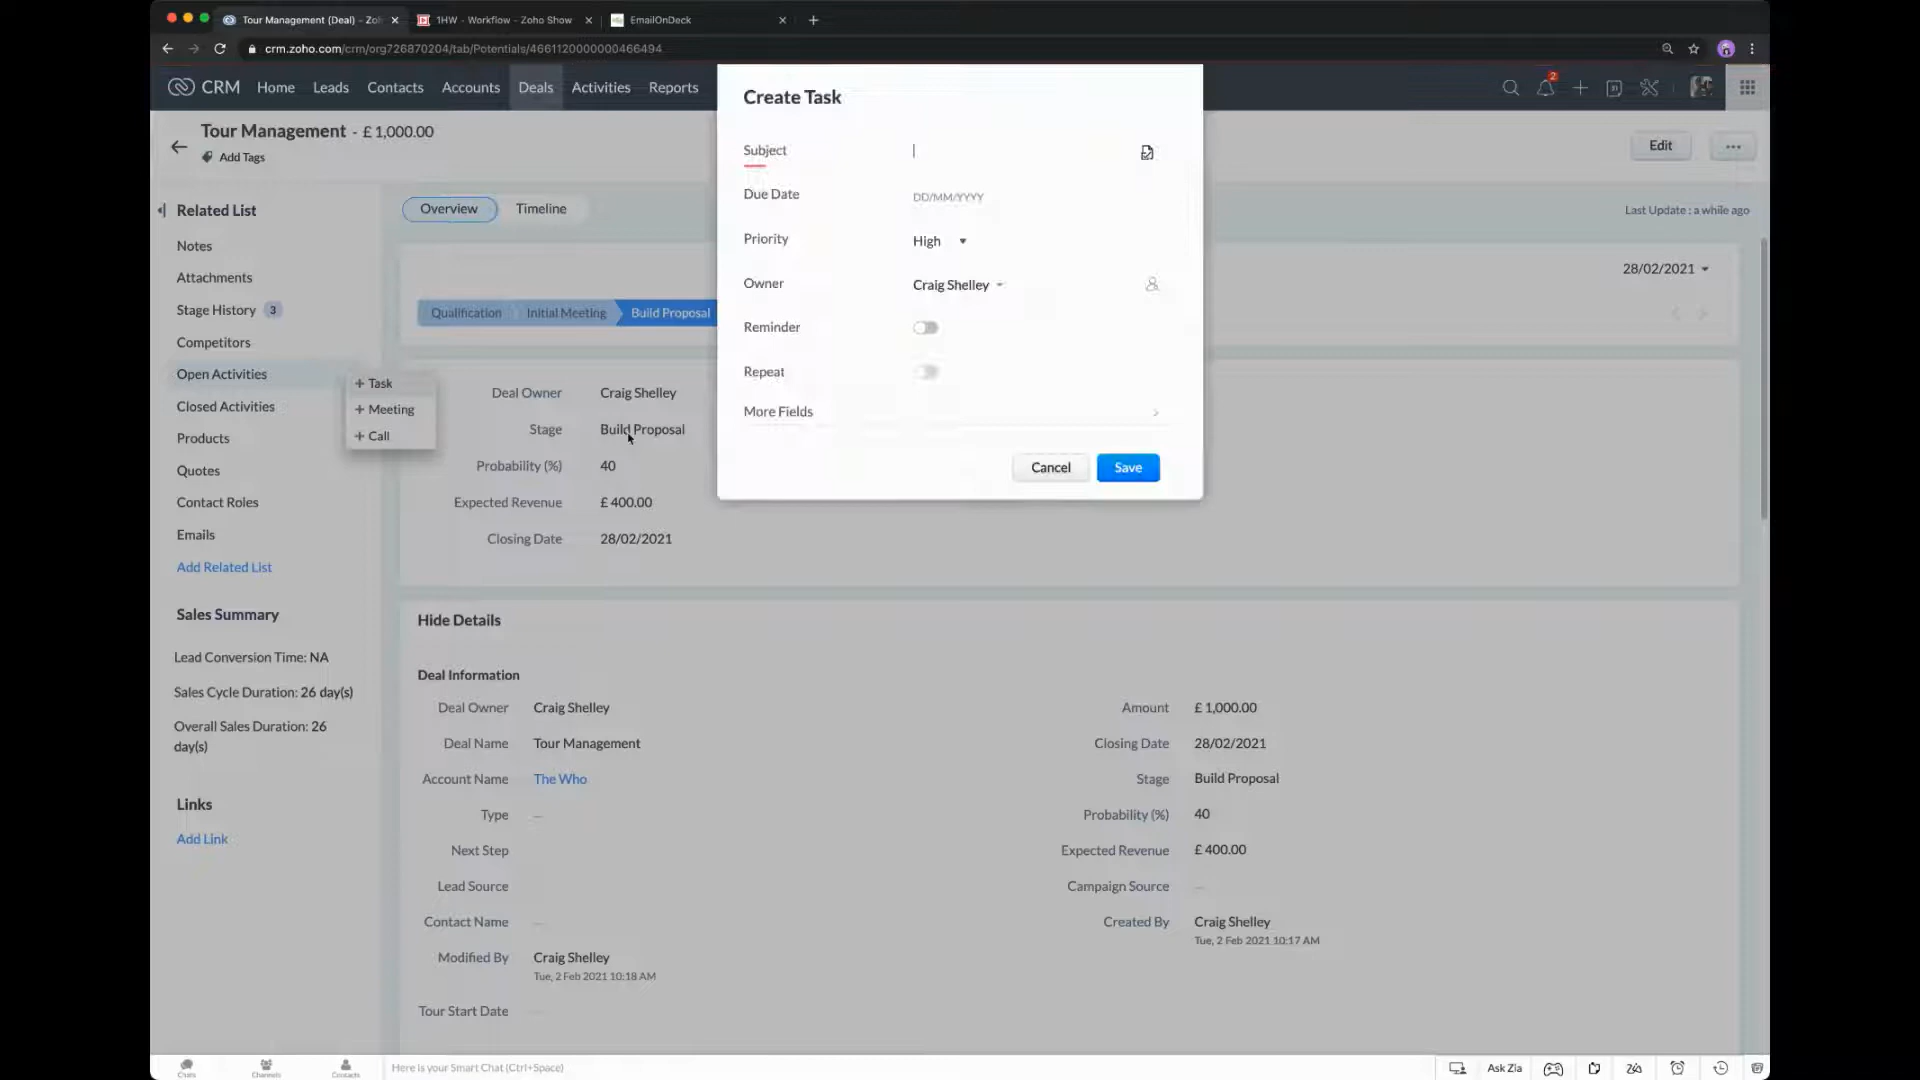 Tour Management (Deal) - Zoh
1HW - Workflow - Zoho Show
EmailOnDeck
crm.zoho.com/crm/org726870204/tab/Potentials/4661120000000466494
CRM
Home
Leads
Contacts
Accounts
Deals
Activities
Reports
2
Tour Management - £ 1,000.00
Add Tags
Edit
...
Create Task
Subject
Due Date
DD/MM/YYYY
Priority
High
Owner
Craig Shelley
Reminder
Repeat
More Fields
Cancel
Save
Related List
Notes
Attachments
Stage History 3
Competitors
Open Activities
Closed Activities
Products
Quotes
Contact Roles
Emails
Add Related List
+ Task
+ Meeting
+ Call
Sales Summary
Lead Conversion Time: NA
Sales Cycle Duration: 26 day(s)
Overall Sales Duration: 26
day(s)
Links
Add Link
Overview
Timeline
Last Update : a while ago
28/02/2021
Qualification
Initial Meeting
Build Proposal
Deal Owner Craig Shelley
Stage Build Proposal
Probability (%) 40
Expected Revenue £ 400.00
Closing Date 28/02/2021
Hide Details
Deal Information
Deal Owner Craig Shelley
Amount £ 1,000.00
Deal Name Tour Management
Closing Date 28/02/2021
Account Name The Who
Stage Build Proposal
Type —
Probability (%) 40
Next Step
Expected Revenue £ 400.00
Lead Source
Campaign Source —
Contact Name —
Created By Craig Shelley
Tue, 2 Feb 2021 10:17 AM
Modified By Craig Shelley
Tue, 2 Feb 2021 10:18 AM
Tour Start Date —
Chats
Channels
Contacts
Here is your Smart Chat (Ctrl+Space)
Ask Zia